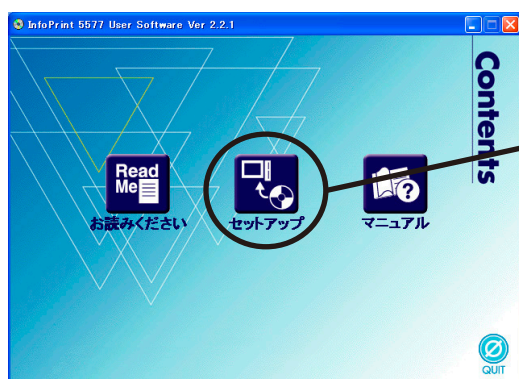 InfoPrint 5577 User Software Ver 2.2.1
Contents
Read
Me
お読みください
セットアップ
マニュアル
QUIT